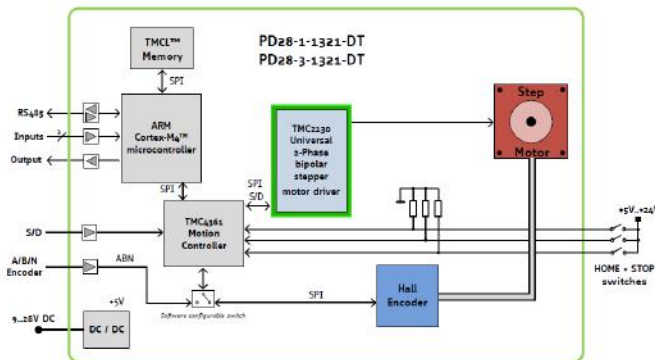 PD28-1-1321-DT
PD28-3-1321-DT
TMCL™
Memory
SPI
RS485
Inputs
Output
ARM
Cortex-M4™
microcontroller
SPI
TMC2130
Universal
2-Phase
bipolar
stepper
motor driver
Step
Motor
SPI
S/D
TMC4361
Motion
Controller
S/D
A/B/N
Encoder
ABN
+5V..+24V
HOME + STOP
switches
SPI
Hall
Encoder
Software configurable switch
9...28V DC
+5V
DC / DC